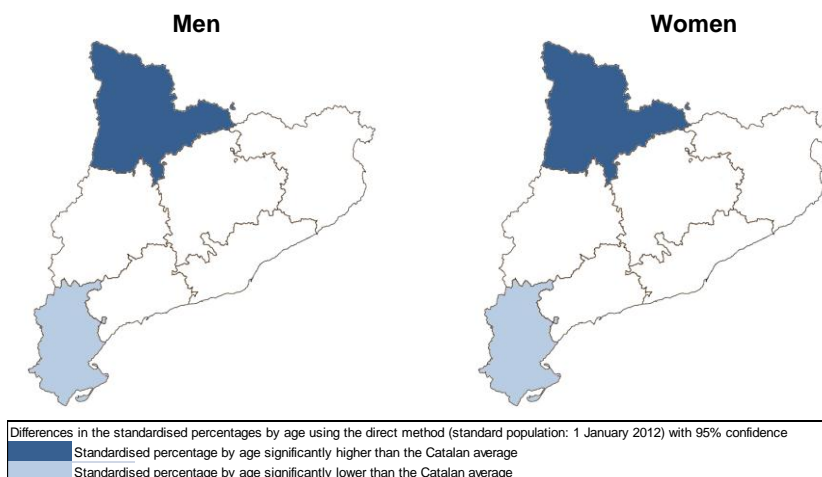 Men
Women
Differences in the standardised percentages by age using the direct method (standard population: 1 January 2012) with 95% confidence
Standardised percentage by age significantly higher than the Catalan average
Standardised percentage by age significantly lower than the Catalan average